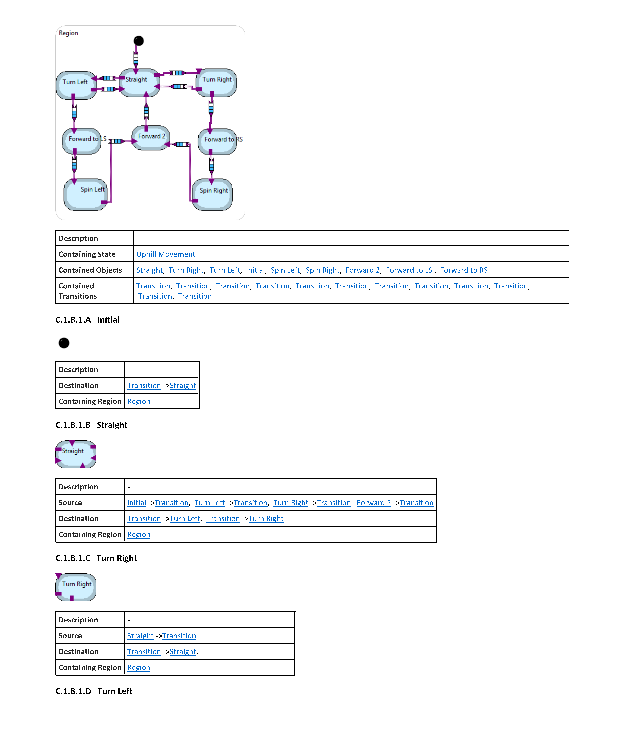 Region
Turn Left
Straight
Turn Right
Forward to LS
Forward 2
Forward to RS
Spin Left
Spin Right
Description
Containing State Uphill Movement
Contained Objects Straight, Turn Right, Turn Left, Initial, Spin Left, Spin Right, Forward 2, Forward to LS, Forward to RS
Contained Transition, Transition, Transition, Transition, Transition, Transition, Transition, Transition, Transition, Transition,
Transitions Transition, Transition
C.1.B.1.A Initial
Description
Destination Transition->Straight
Containing Region Region
C.1.B.1.B Straight
Straight
Description -
Source Initial->Transition, Turn Left->Transition, Turn Right->Transition, Forward 2->Transition
Destination Transition->Turn Left, Transition->Turn Right
Containing Region Region
C.1.B.1.C Turn Right
Turn Right
Description -
Source Straight->Transition
Destination Transition->Straight,
Containing Region Region
C.1.B.1.D Turn Left